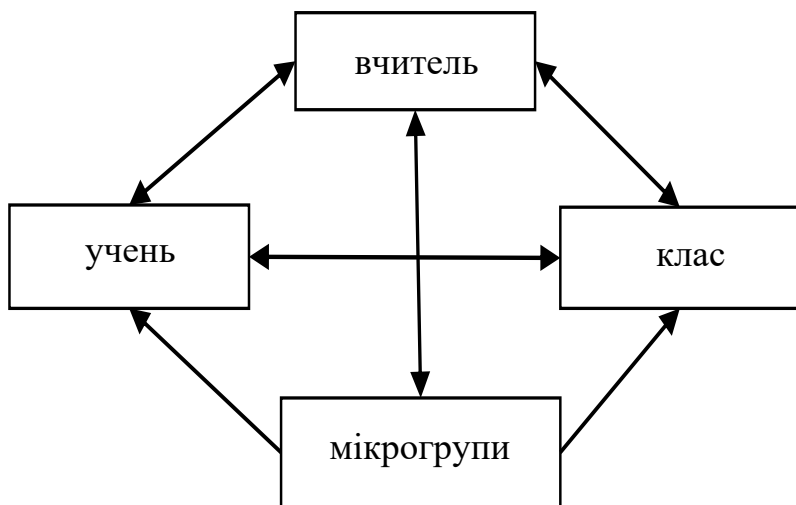 вчитель
учень
клас
мікрогрупи